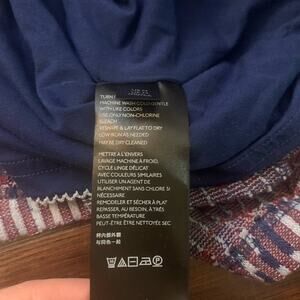 TURN I
MACHINE WASH COLD GENTLE
WITH LIKE COLORS
USE ONLY NON-CHLORINE
BLEACH
RESHAPE & LAY FLAT TO DRY
LOW IRON AS NEEDED
MAY BE DRY CLEANED
METTRE À L'ENVERS
LAVAGE MACHINE À FROID,
CYCLE LINGE DÉLICAT
AVEC COULEURS SIMILAIRES
UTILISER UN AGENT DE
BLANCHIMENT SANS CHLORE SI
NÉCESSAIRE
REMODELER ET SÉCHER À PLAT
REPASSER, AU BESOIN, À TRÈS
BASSE TEMPÉRATURE
PEUT-ÊTRE NETTOYÉ SEC